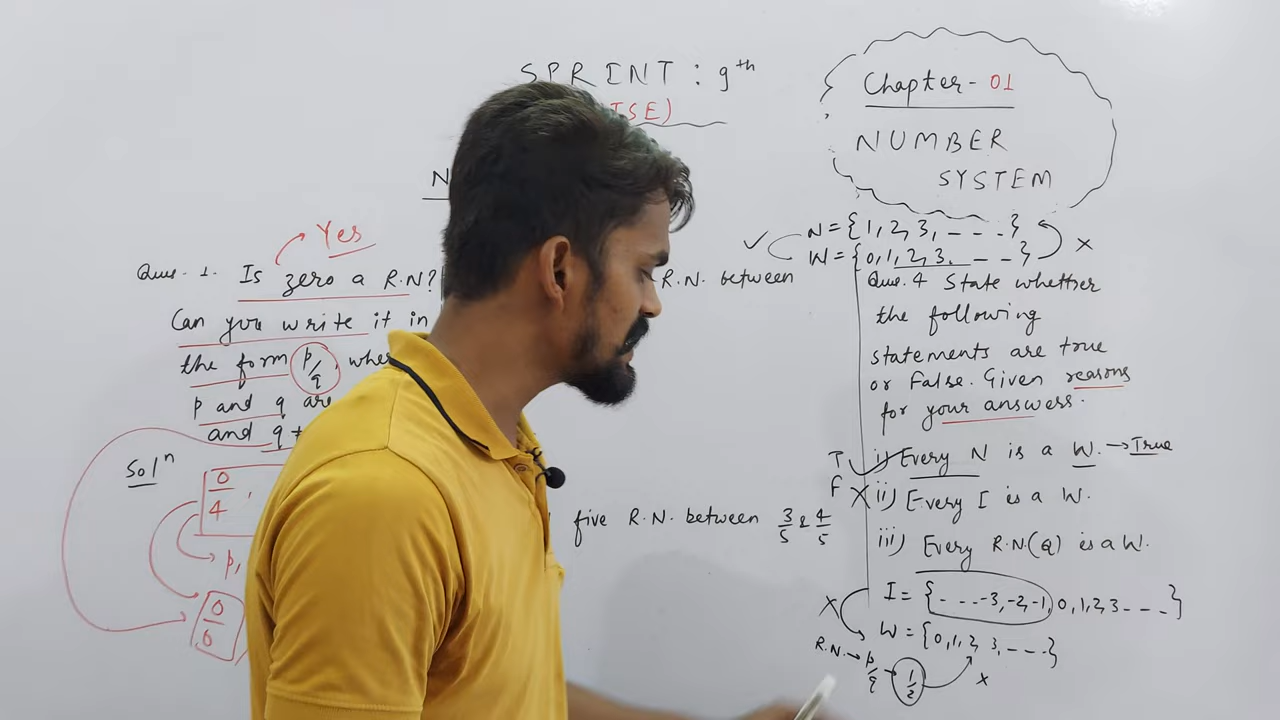 SPRINT : 9th
ISE)
Chapter - 01
NUMBER
SYSTEM
N
N = {1, 2, 3, - - - .}
W = {0, 1, 2, 3, - - - }
✓
×
Yes
Que - 1. Is zero a R.N?
Can you write it in
the form p/q whe
p and q are
and q
Solⁿ
0/4 ,
p,
0/0
R.N. between
five R.N. between 3/5 & 4/5
Que. 4 State whether
the following
statements are true
or False. Given reasons
for your answers.
T ✓ i) Every N is a W. → True
F × ii) Every I is a W.
iii) Every R.N(Q) is a W.
I = { - - - -3, -2, -1, 0, 1, 2, 3 - - - - }
×
W = {0, 1, 2, 3, - - - }
R.N. → p/q → 1/2 ×